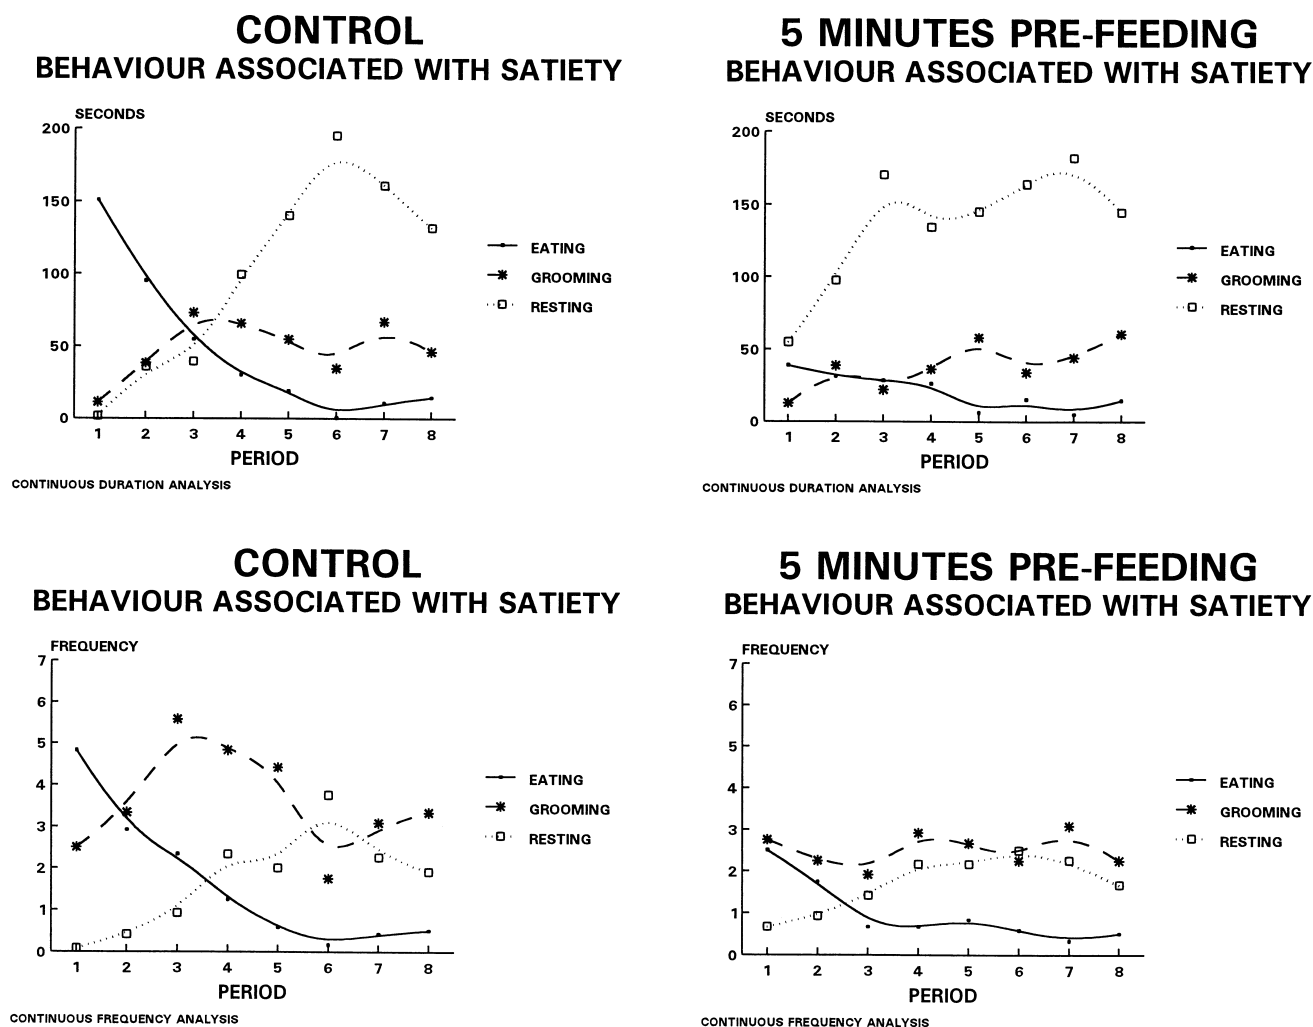 CONTROL
BEHAVIOUR ASSOCIATED WITH SATIETY
SECONDS
200
150
100
50
0
1 2 3 4 5 6 7 8
PERIOD
EATING
GROOMING
RESTING
CONTINUOUS DURATION ANALYSIS
5 MINUTES PRE-FEEDING
BEHAVIOUR ASSOCIATED WITH SATIETY
SECONDS
200
150
100
50
0
1 2 3 4 5 6 7 8
PERIOD
EATING
GROOMING
RESTING
CONTINUOUS DURATION ANALYSIS
CONTROL
BEHAVIOUR ASSOCIATED WITH SATIETY
FREQUENCY
7
6
5
4
3
2
1
0
1 2 3 4 5 6 7 8
PERIOD
EATING
GROOMING
RESTING
CONTINUOUS FREQUENCY ANALYSIS
5 MINUTES PRE-FEEDING
BEHAVIOUR ASSOCIATED WITH SATIETY
FREQUENCY
7
6
5
4
3
2
1
0
1 2 3 4 5 6 7 8
PERIOD
EATING
GROOMING
RESTING
CONTINUOUS FREQUENCY ANALYSIS